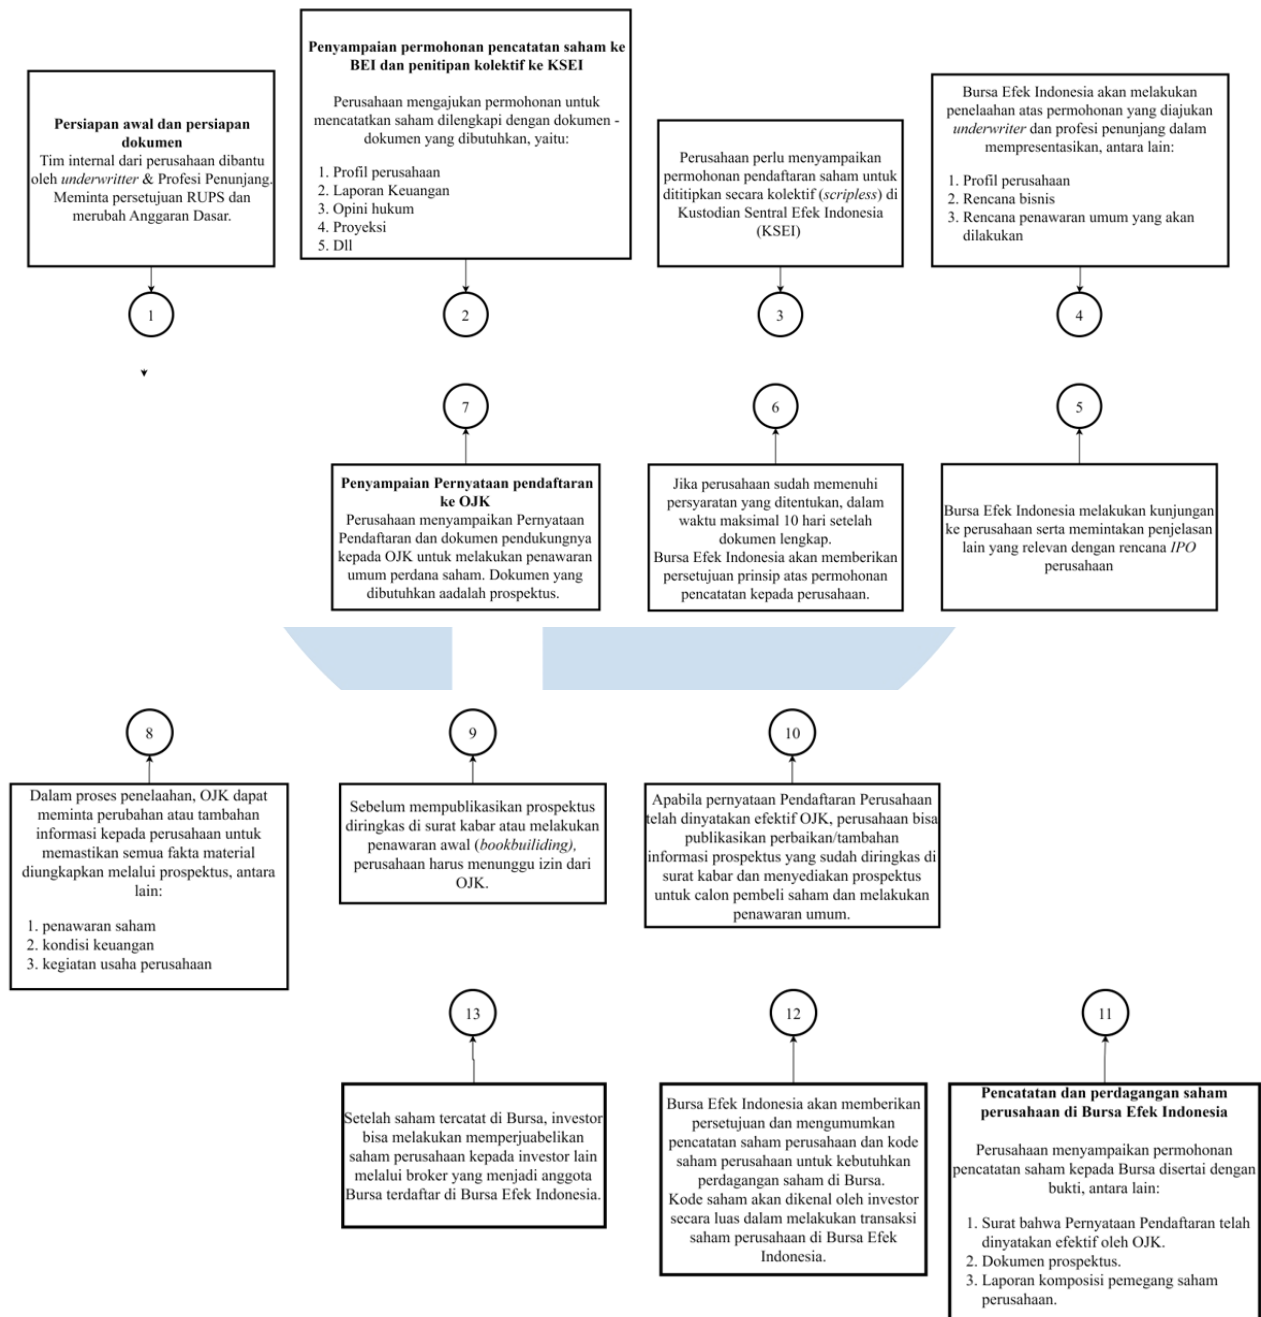 Persiapan awal dan persiapan
dokumen
Tim internal dari perusahaan dibantu
oleh underwritter & Profesi Penunjang.
Meminta persetujuan RUPS dan
merubah Anggaran Dasar.
1
Penyampaian permohonan pencatatan saham ke
BEI dan penitipan kolektif ke KSEI
Perusahaan mengajukan permohonan untuk
mencatatkan saham dilengkapi dengan dokumen -
dokumen yang dibutuhkan, yaitu:
1. Profil perusahaan
2. Laporan Keuangan
3. Opini hukum
4. Proyeksi
5. Dll
2
Perusahaan perlu menyampaikan
permohonan pendaftaran saham untuk
dititipkan secara kolektif (scripless) di
Kustodian Sentral Efek Indonesia
(KSEI)
3
Bursa Efek Indonesia akan melakukan
penelaahan atas permohonan yang diajukan
underwriter dan profesi penunjang dalam
mempresentasikan, antara lain:
1. Profil perusahaan
2. Rencana bisnis
3. Rencana penawaran umum yang akan
dilakukan
4
5
Bursa Efek Indonesia melakukan kunjungan
ke perusahaan serta memintakan penjelasan
lain yang relevan dengan rencana IPO
perusahaan
6
Jika perusahaan sudah memenuhi
persyaratan yang ditentukan, dalam
waktu maksimal 10 hari setelah
dokumen lengkap.
Bursa Efek Indonesia akan memberikan
persetujuan prinsip atas permohonan
pencatatan kepada perusahaan.
7
Penyampaian Pernyataan pendaftaran
ke OJK
Perusahaan menyampaikan Pernyataan
Pendaftaran dan dokumen pendukungnya
kepada OJK untuk melakukan penawaran
umum perdana saham. Dokumen yang
dibutuhkan aadalah prospektus.
8
Dalam proses penelaahan, OJK dapat
meminta perubahan atau tambahan
informasi kepada perusahaan untuk
memastikan semua fakta material
diungkapkan melalui prospektus, antara
lain:
1. penawaran saham
2. kondisi keuangan
3. kegiatan usaha perusahaan
9
Sebelum mempublikasikan prospektus
diringkas di surat kabar atau melakukan
penawaran awal (bookbuiliding),
perusahaan harus menunggu izin dari
OJK.
10
Apabila pernyataan Pendaftaran Perusahaan
telah dinyatakan efektif OJK, perusahaan bisa
publikasikan perbaikan/tambahan
informasi prospektus yang sudah diringkas di
surat kabar dan menyediakan prospektus
untuk calon pembeli saham dan melakukan
penawaran umum.
11
Pencatatan dan perdagangan saham
perusahaan di Bursa Efek Indonesia
Perusahaan menyampaikan permohonan
pencatatan saham kepada Bursa disertai dengan
bukti, antara lain:
1. Surat bahwa Pernyataan Pendaftaran telah
dinyatakan efektif oleh OJK.
2. Dokumen prospektus.
3. Laporan komposisi pemegang saham
perusahaan.
12
Bursa Efek Indonesia akan memberikan
persetujuan dan mengumumkan
pencatatan saham perusahaan dan kode
saham perusahaan untuk kebutuhkan
perdagangan saham di Bursa.
Kode saham akan dikenal oleh investor
secara luas dalam melakukan transaksi
saham perusahaan di Bursa Efek
Indonesia.
13
Setelah saham tercatat di Bursa, investor
bisa melakukan memperjuabelikan
saham perusahaan kepada investor lain
melalui broker yang menjadi anggota
Bursa terdaftar di Bursa Efek Indonesia.